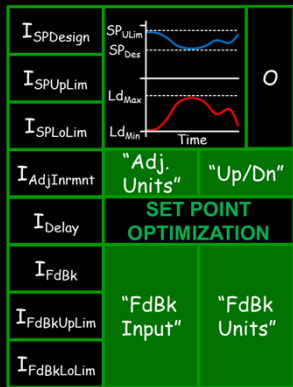 I_SPDesign
SP_ULim
SP_Des
O
I_SPUpLim
Ld_Max
I_SPLoLim
Ld_Min
Time
I_AdjInrmnt
"Adj.
Units"
"Up/Dn"
I_Delay
SET POINT
OPTIMIZATION
I_FdBk
"FdBk
Input"
"FdBk
Units"
I_FdBkUpLim
I_FdBkLoLim